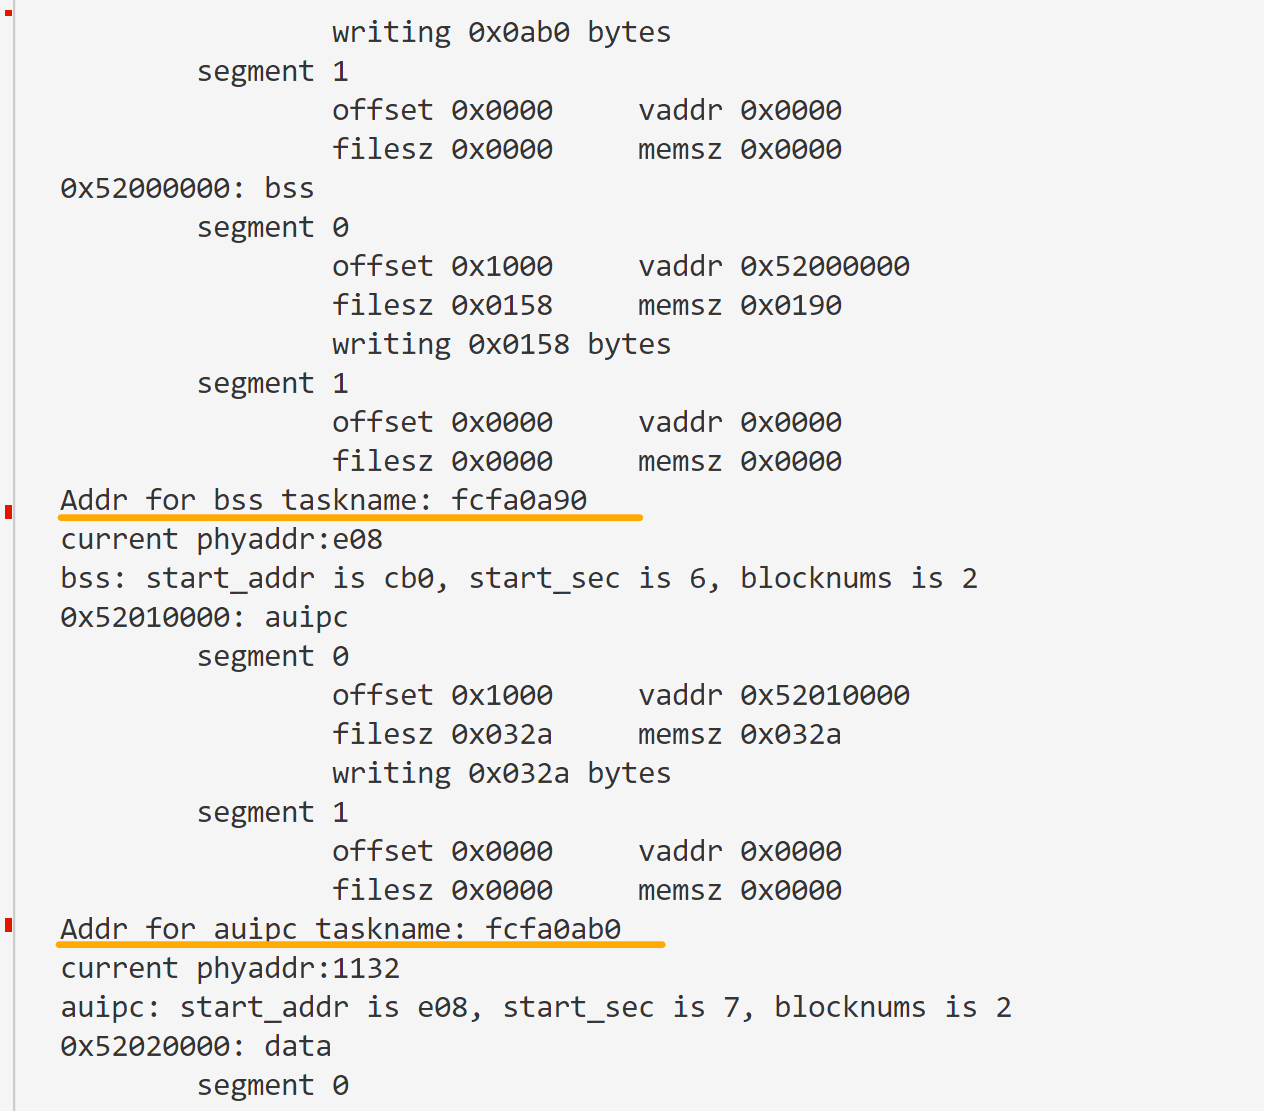 writing 0x0ab0 bytes
segment 1
offset 0x0000 vaddr 0x0000
filesz 0x0000 memsz 0x0000
0x52000000: bss
segment 0
offset 0x1000 vaddr 0x52000000
filesz 0x0158 memsz 0x0190
writing 0x0158 bytes
segment 1
offset 0x0000 vaddr 0x0000
filesz 0x0000 memsz 0x0000
Addr for bss taskname: fcfa0a90
current phyaddr:e08
bss: start_addr is cb0, start_sec is 6, blocknums is 2
0x52010000: auipc
segment 0
offset 0x1000 vaddr 0x52010000
filesz 0x032a memsz 0x032a
writing 0x032a bytes
segment 1
offset 0x0000 vaddr 0x0000
filesz 0x0000 memsz 0x0000
Addr for auipc taskname: fcfa0ab0
current phyaddr:1132
auipc: start_addr is e08, start_sec is 7, blocknums is 2
0x52020000: data
segment 0